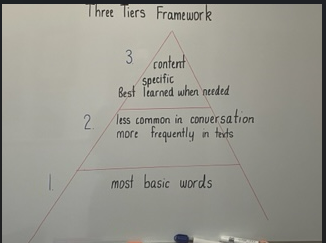 Three Tiers Framework
3
content
specific
Best learned when needed
2.
less common in conversation
more frequently in texts
1.
most basic words